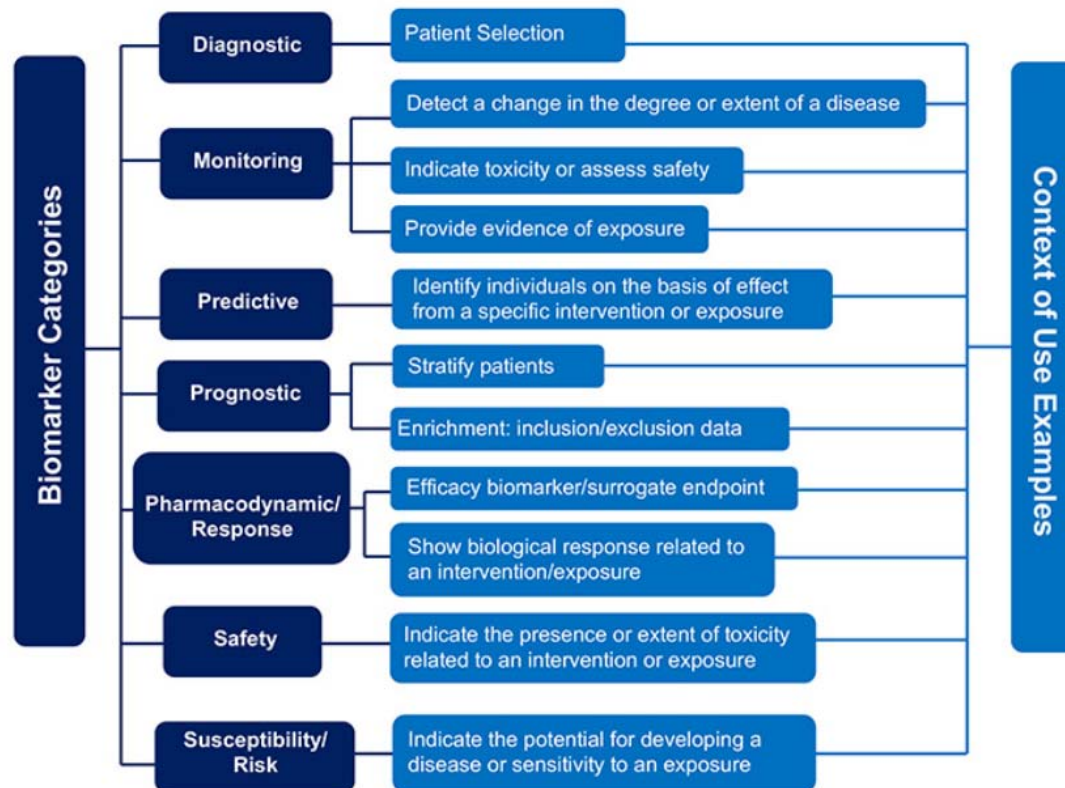 Biomarker Categories
Diagnostic
Patient Selection
Monitoring
Detect a change in the degree or extent of a disease
Indicate toxicity or assess safety
Provide evidence of exposure
Predictive
Identify individuals on the basis of effect
from a specific intervention or exposure
Prognostic
Stratify patients
Enrichment: inclusion/exclusion data
Pharmacodynamic/
Response
Efficacy biomarker/surrogate endpoint
Show biological response related to
an intervention/exposure
Safety
Indicate the presence or extent of toxicity
related to an intervention or exposure
Susceptibility/
Risk
Indicate the potential for developing a
disease or sensitivity to an exposure
Context of Use Examples